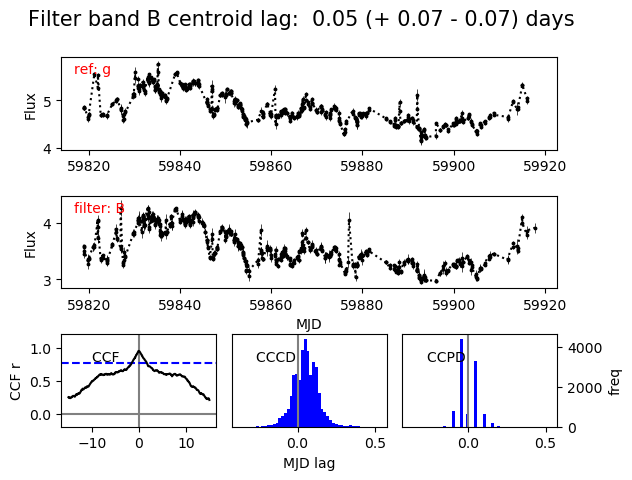 Filter band B centroid lag:  0.05 (+ 0.07 - 0.07) days
ref: g
Flux
5
4
59820 59840 59860 59880 59900 59920
filter: B
Flux
4
3
59820 59840 59860 59880 59900 59920
MJD
CCF
CCF r
1.0
0.5
0.0
−10 0 10
CCCD
0.0 0.5
MJD lag
CCPD
0.0 0.5
4000
2000
0
freq